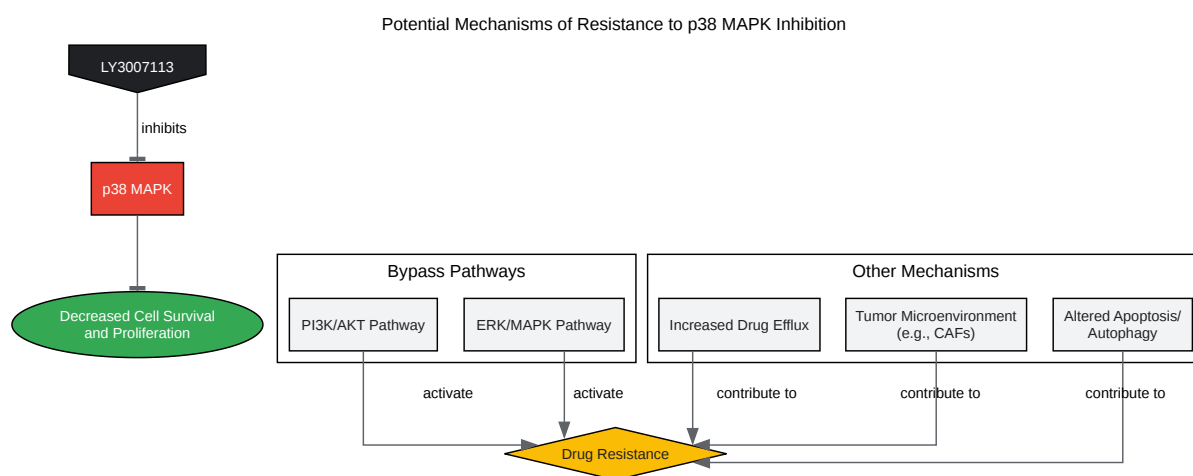 Potential Mechanisms of Resistance to p38 MAPK Inhibition
LY3007113
inhibits
p38 MAPK
Decreased Cell Survival
and Proliferation
Bypass Pathways
PI3K/AKT Pathway
ERK/MAPK Pathway
Other Mechanisms
Increased Drug Efflux
Tumor Microenvironment
(e.g., CAFs)
Altered Apoptosis/
Autophagy
activate
activate
contribute to
contribute to
contribute to
Drug Resistance